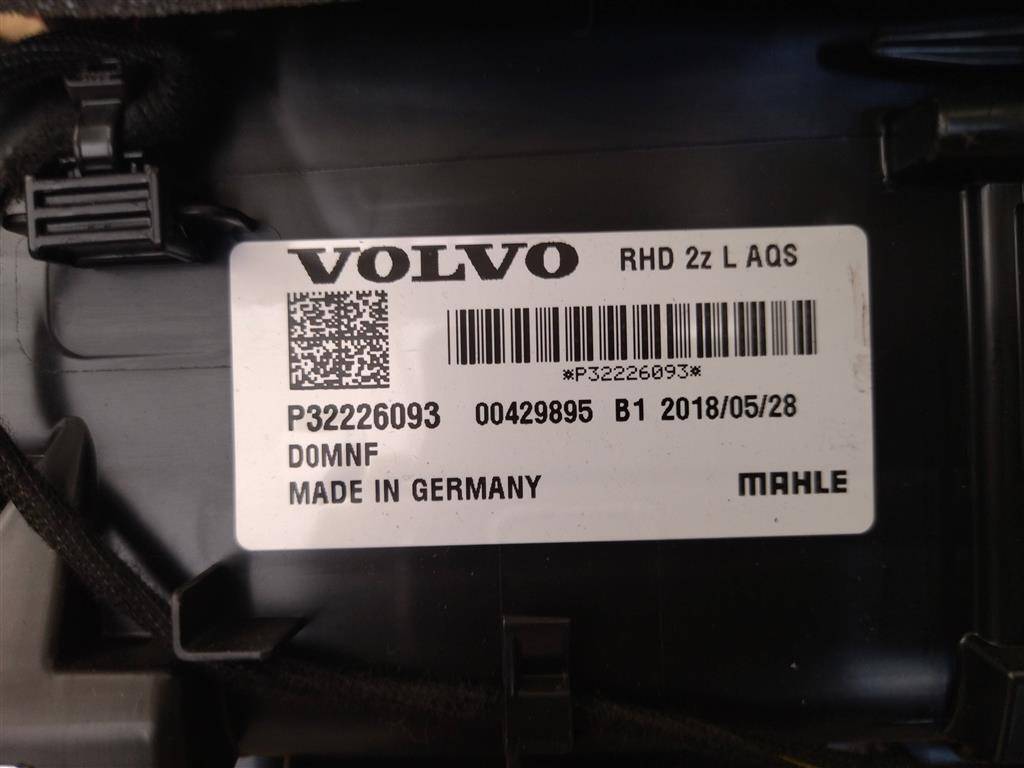 VOLVO RHD 2z L AQS
*P32226093*
P32226093 00429895 B1 2018/05/28
D0MNF
MADE IN GERMANY MAHLE